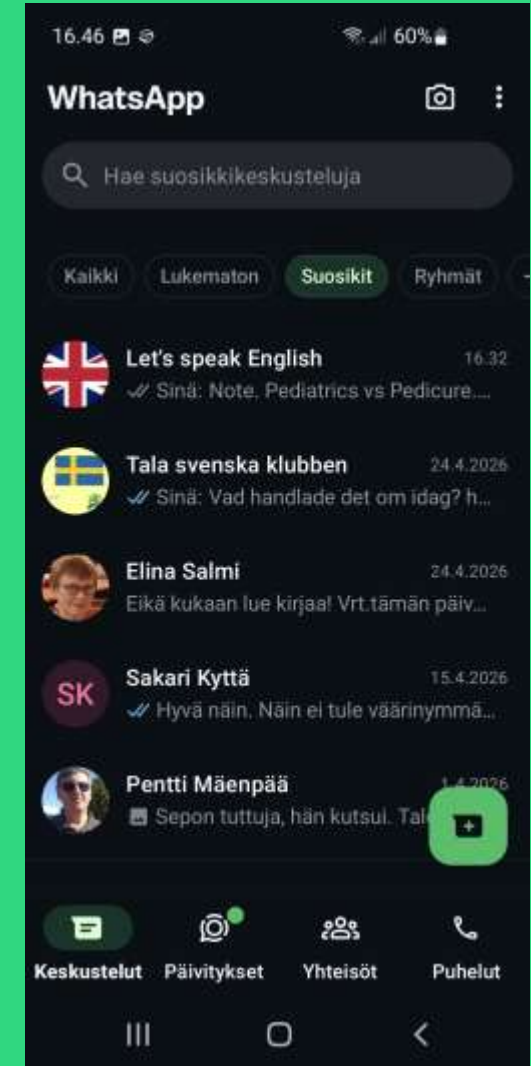 16.46 60%
WhatsApp
Hae suosikkikeskusteluja
Kaikki Lukematon Suosikit Ryhmät
Let's speak English 16.32
Sinä: Note. Pediatrics vs Pedicure....
Tala svenska klubben 24.4.2026
Sinä: Vad handlade det om idag? h...
Elina Salmi 24.4.2026
Eikä kukaan lue kirjaa! Vrt.tämän päiv...
SK Sakari Kyttä 15.4.2026
Hyvä näin. Näin ei tule väärinymmä...
Pentti Mäenpää 1.4.2026
Sepon tuttuja, hän kutsui.
Keskustelut Päivitykset Yhteisöt Puhelut